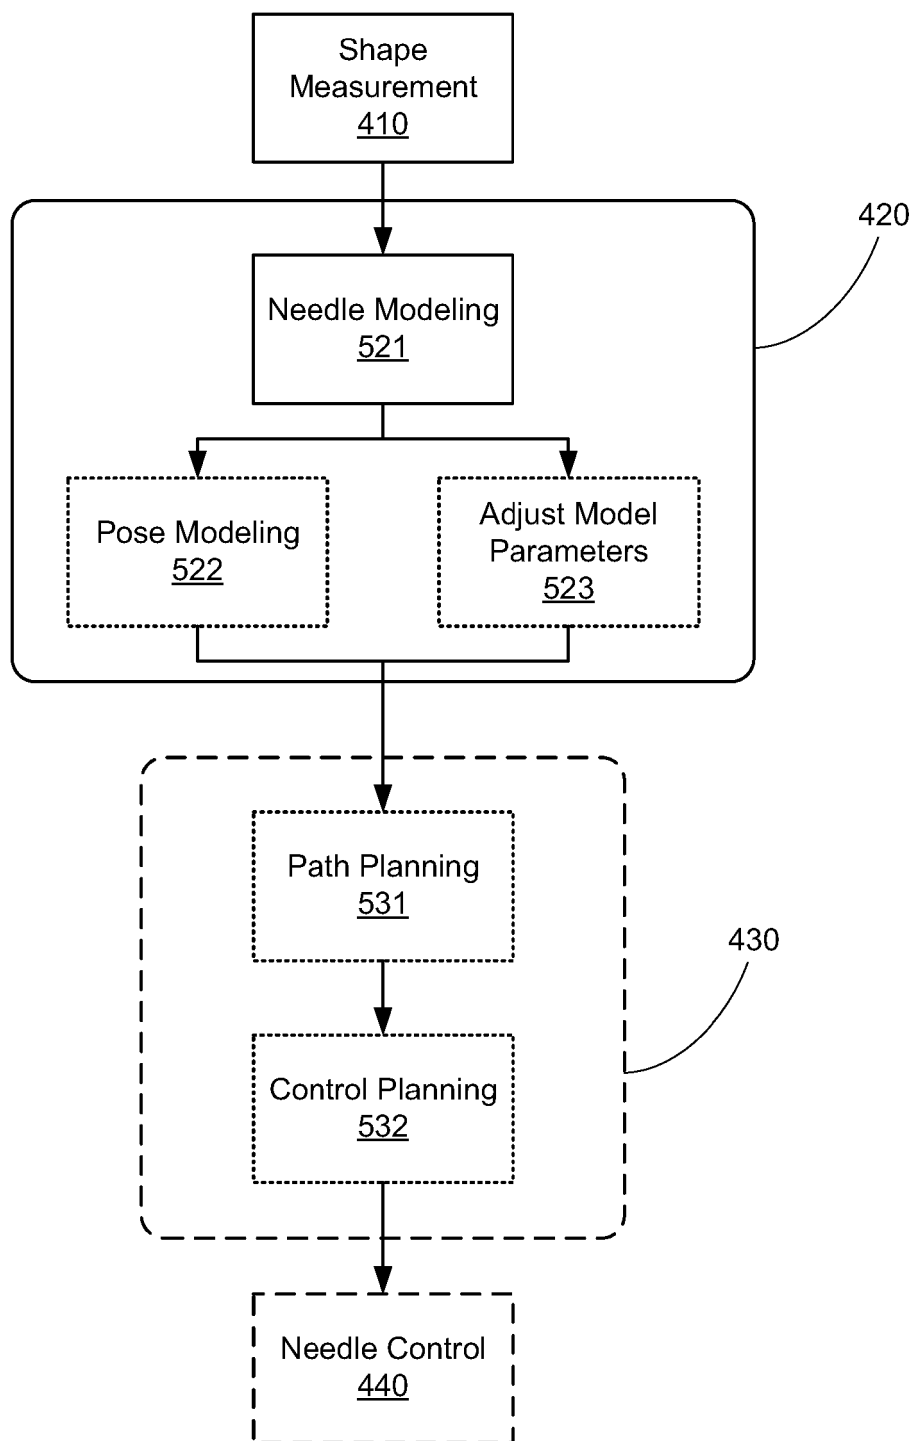 Shape
Measurement
410
420
Needle Modeling
521
Pose Modeling
522
Adjust Model
Parameters
523
Path Planning
531
430
Control Planning
532
Needle Control
440